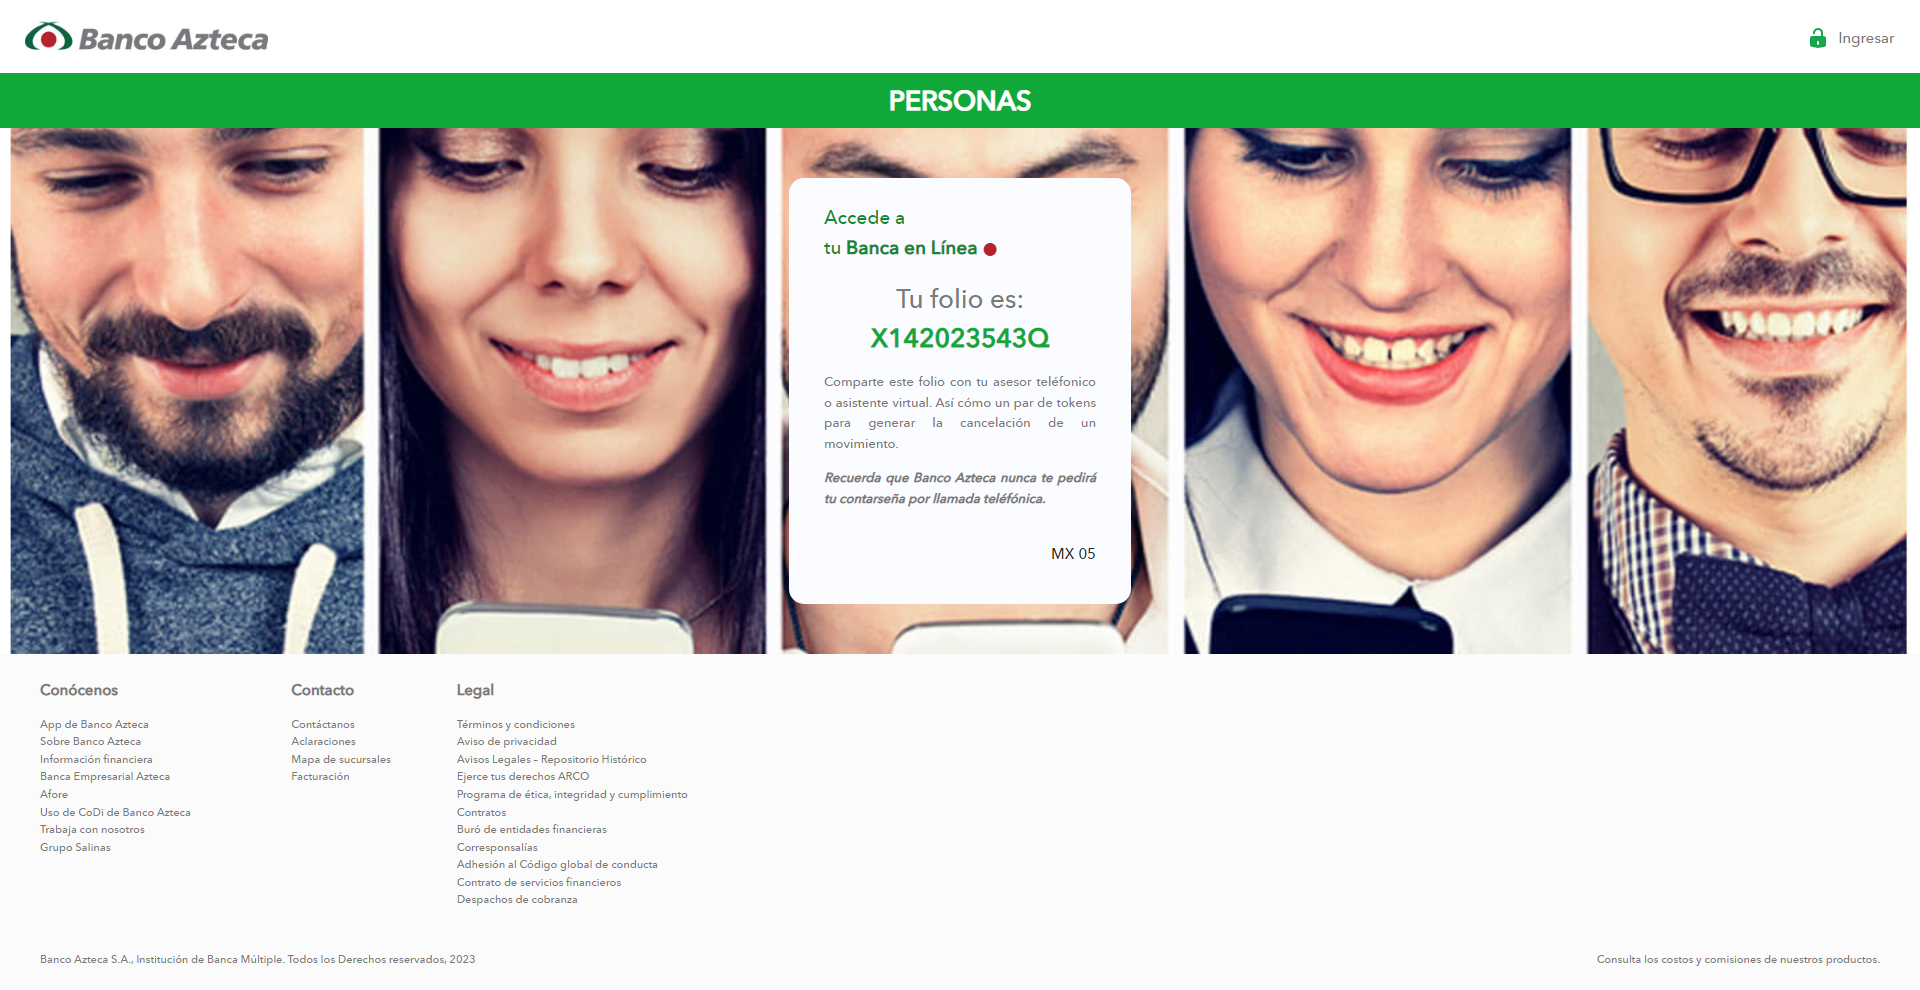 Banco Azteca
Ingresar
PERSONAS
Accede a
tu Banca en Línea
Tu folio es:
X142023543Q
Comparte este folio con tu asesor teléfonico
o asistente virtual. Así cómo un par de tokens
para generar la cancelación de un
movimiento.
Recuerda que Banco Azteca nunca te pedirá
tu contarseña por llamada teléfónica.
MX 05
Conócenos
App de Banco Azteca
Sobre Banco Azteca
Información financiera
Banca Empresarial Azteca
Afore
Uso de CoDi de Banco Azteca
Trabaja con nosotros
Grupo Salinas
Contacto
Contáctanos
Aclaraciones
Mapa de sucursales
Facturación
Legal
Términos y condiciones
Aviso de privacidad
Avisos Legales – Repositorio Histórico
Ejerce tus derechos ARCO
Programa de ética, integridad y cumplimiento
Contratos
Buró de entidades financieras
Corresponsalías
Adhesión al Código global de conducta
Contrato de servicios financieros
Despachos de cobranza
Banco Azteca S.A., Institución de Banca Múltiple. Todos los Derechos reservados, 2023
Consulta los costos y comisiones de nuestros productos.